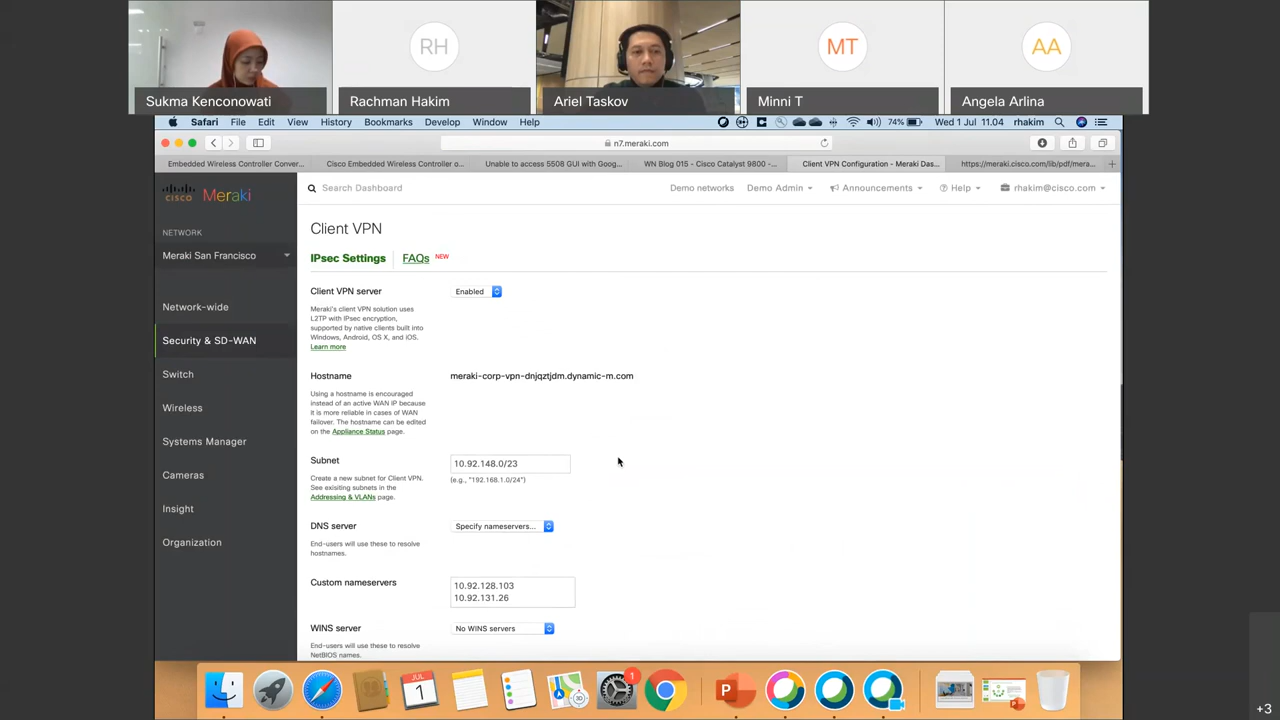 RH
MT
AA
Sukma Kenconowati
Rachman Hakim
Ariel Taskov
Minni T
Angela Arlina
Safari File Edit View History Bookmarks Develop Window Help
74% Wed 1 Jul 11.04 rhakim
n7.meraki.com
Embedded Wireless Controller Conver...
Cisco Embedded Wireless Controller o...
Unable to access 5508 GUI with Goog...
WN Blog 015 – Cisco Catalyst 9800 -...
Client VPN Configuration - Meraki Das...
https://meraki.cisco.com/lib/pdf/mera...
CISCO Meraki
Search Dashboard
Demo networks
Demo Admin
Announcements
Help
rhakim@cisco.com
NETWORK
Meraki San Francisco
Network-wide
Security & SD-WAN
Switch
Wireless
Systems Manager
Cameras
Insight
Organization
Client VPN
IPsec Settings
FAQs NEW
Client VPN server
Enabled
Meraki's client VPN solution uses
L2TP with IPsec encryption,
supported by native clients built into
Windows, Android, OS X, and iOS.
Learn more
Hostname
meraki-corp-vpn-dnjqztjdm.dynamic-m.com
Using a hostname is encouraged
instead of an active WAN IP because
it is more reliable in cases of WAN
failover. The hostname can be edited
on the Appliance Status page.
Subnet
10.92.148.0/23
(e.g., "192.168.1.0/24")
Create a new subnet for Client VPN.
See exisiting subnets in the
Addressing & VLANs page.
DNS server
Specify nameservers...
End-users will use these to resolve
hostnames.
Custom nameservers
10.92.128.103
10.92.131.26
WINS server
No WINS servers
End-users will use these to resolve
NetBIOS names.
JUL
1
1
+3